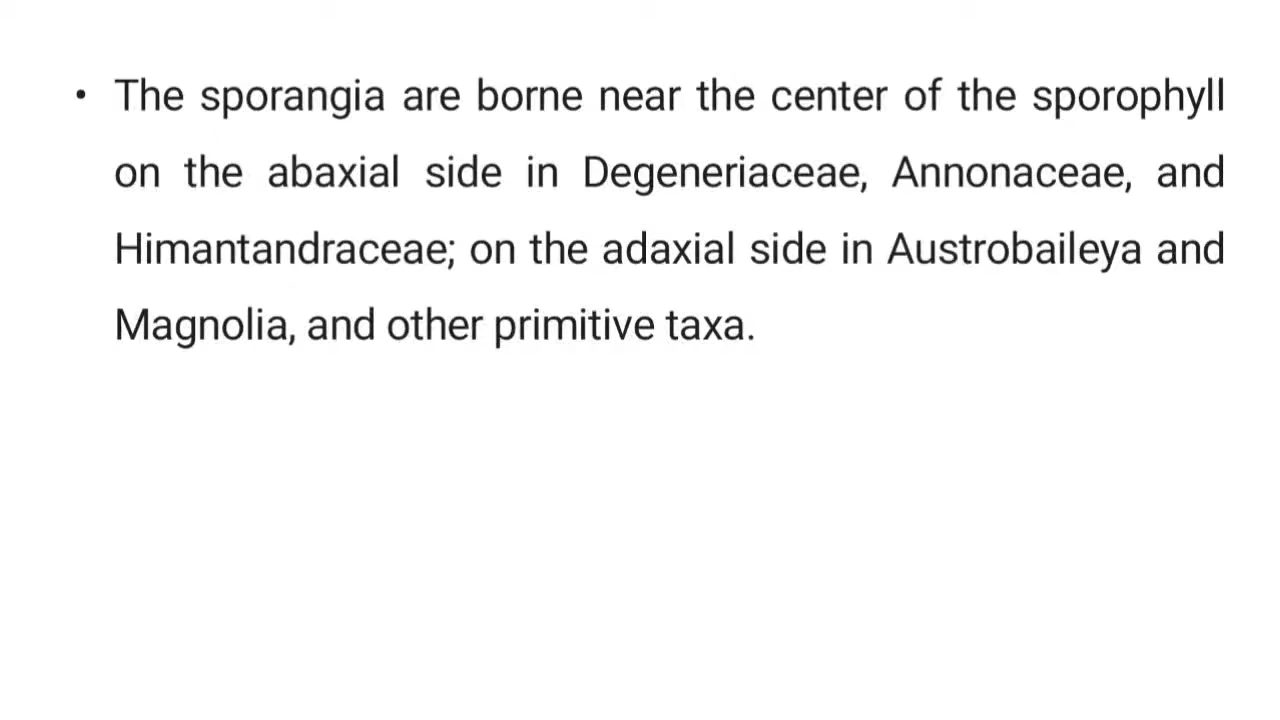 • The sporangia are borne near the center of the sporophyll
on the abaxial side in Degeneriaceae, Annonaceae, and
Himantandraceae; on the adaxial side in Austrobaileya and
Magnolia, and other primitive taxa.